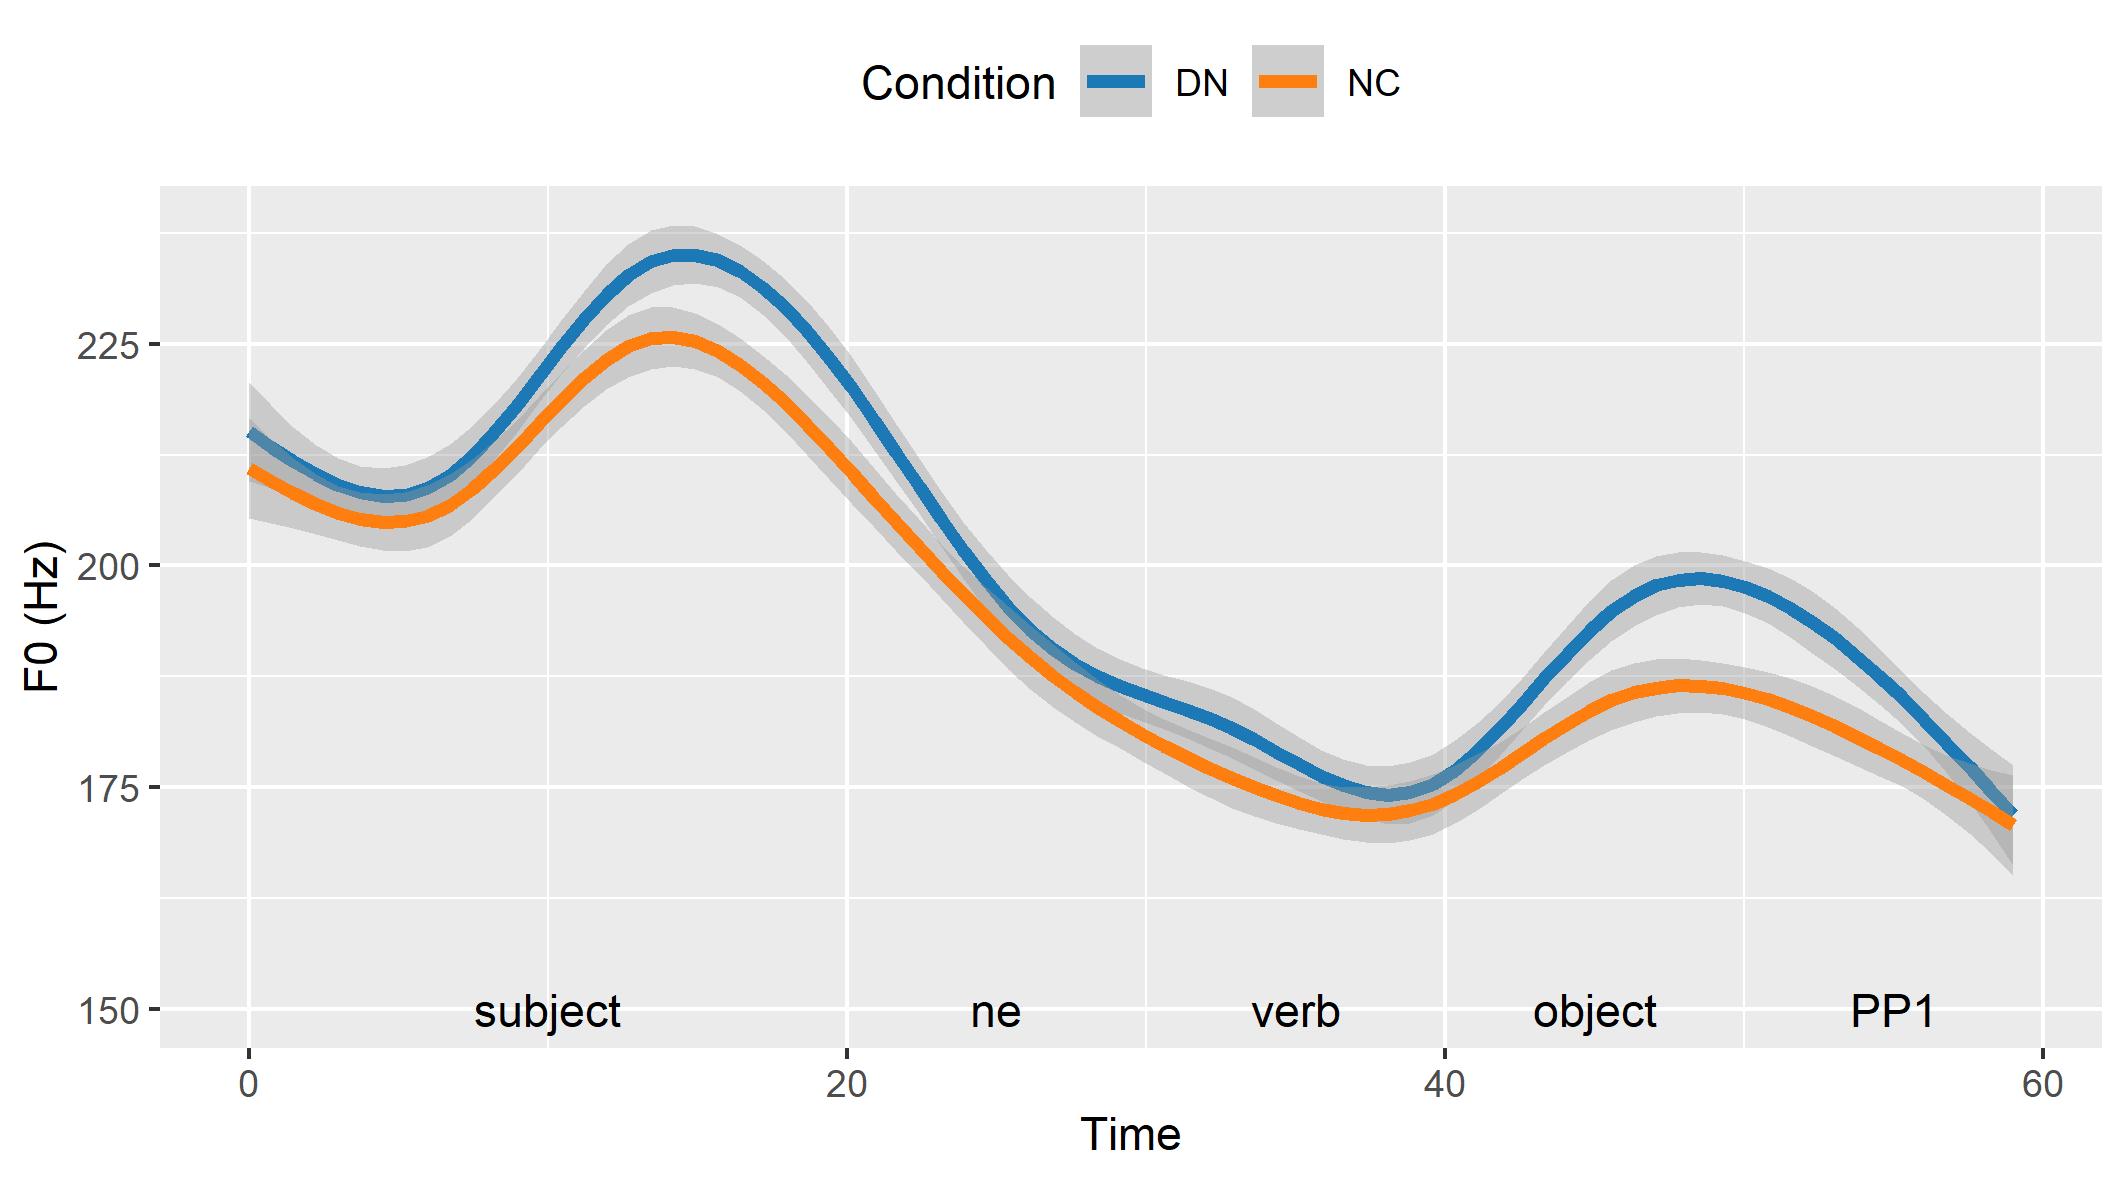 Condition DN NC
F0 (Hz)
225
200
175
150
subject ne verb object PP1
0 20 40 60
Time